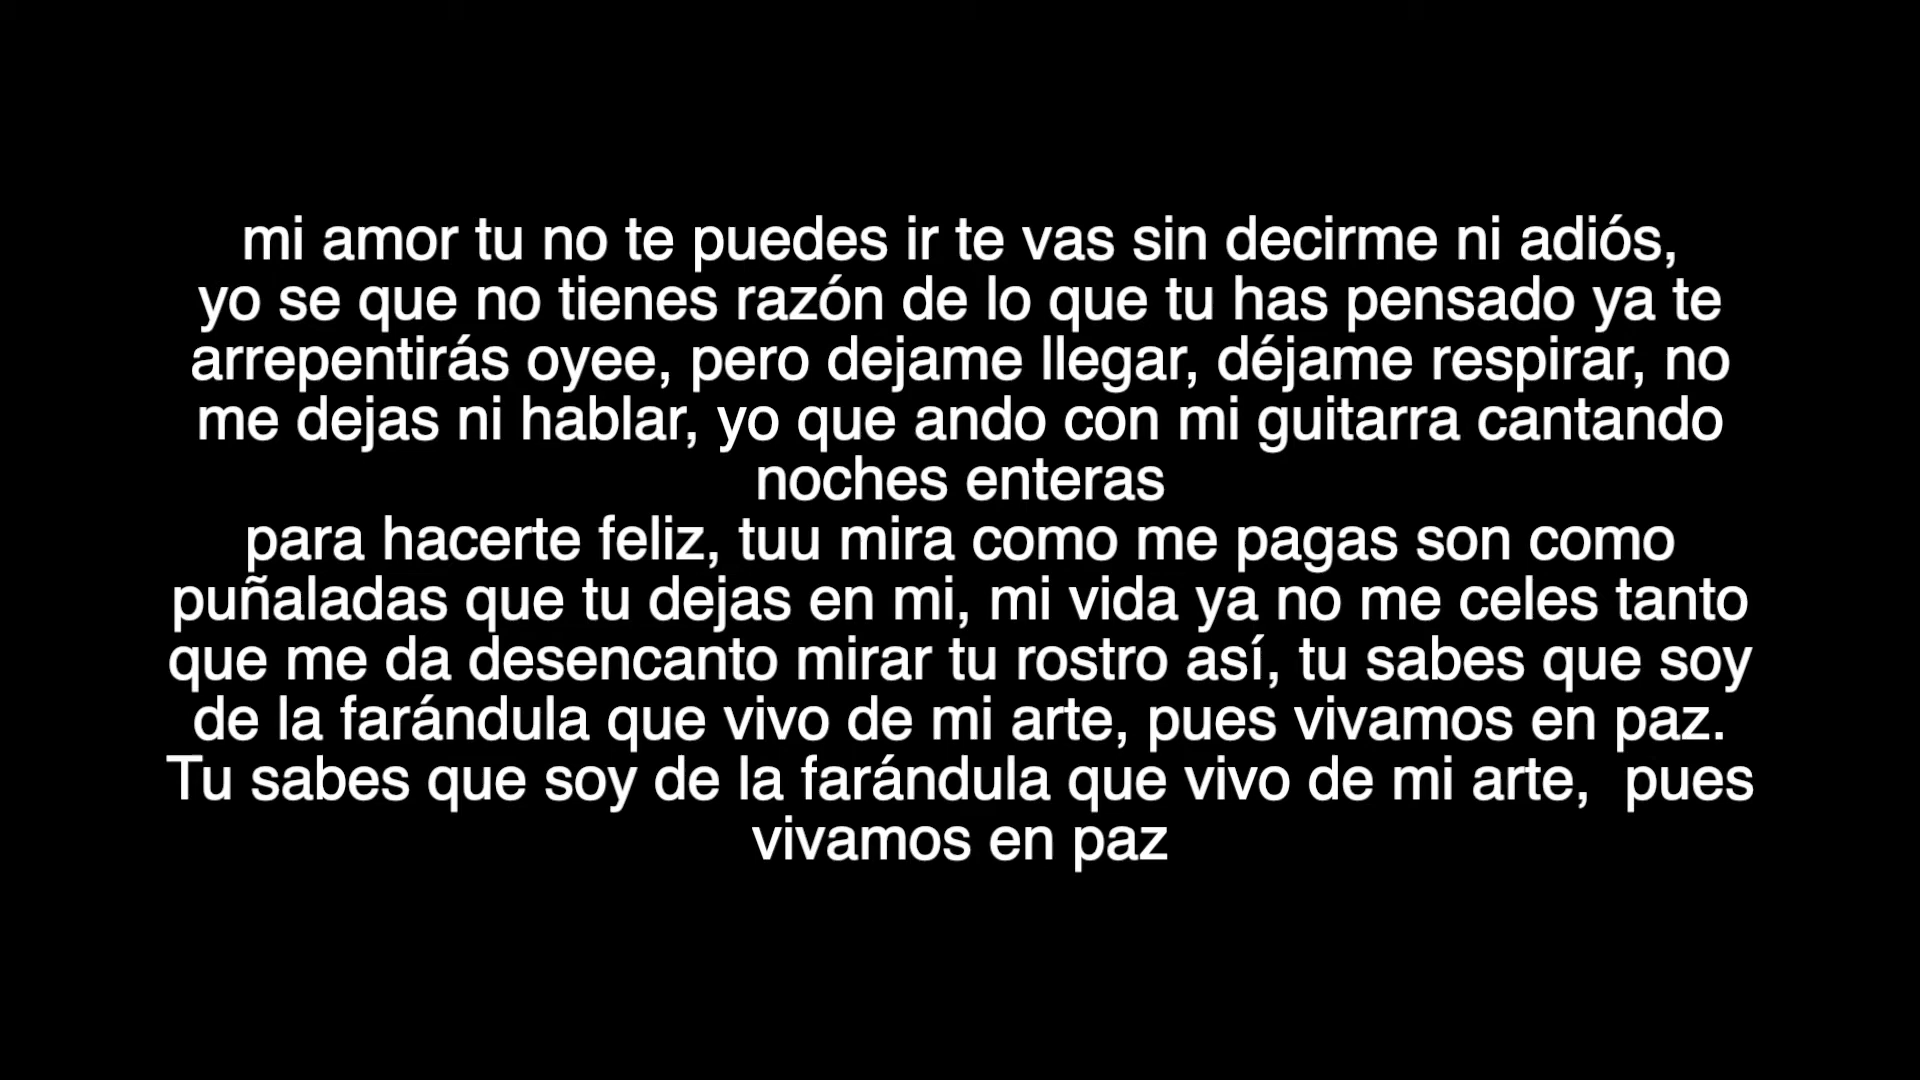 mi amor tu no te puedes ir te vas sin decirme ni adiós,
yo se que no tienes razón de lo que tu has pensado ya te
arrepentirás oyee, pero dejame llegar, déjame respirar, no
me dejas ni hablar, yo que ando con mi guitarra cantando
noches enteras
para hacerte feliz, tuu mira como me pagas son como
puñaladas que tu dejas en mi, mi vida ya no me celes tanto
que me da desencanto mirar tu rostro así, tu sabes que soy
de la farándula que vivo de mi arte, pues vivamos en paz.
Tu sabes que soy de la farándula que vivo de mi arte,  pues
vivamos en paz